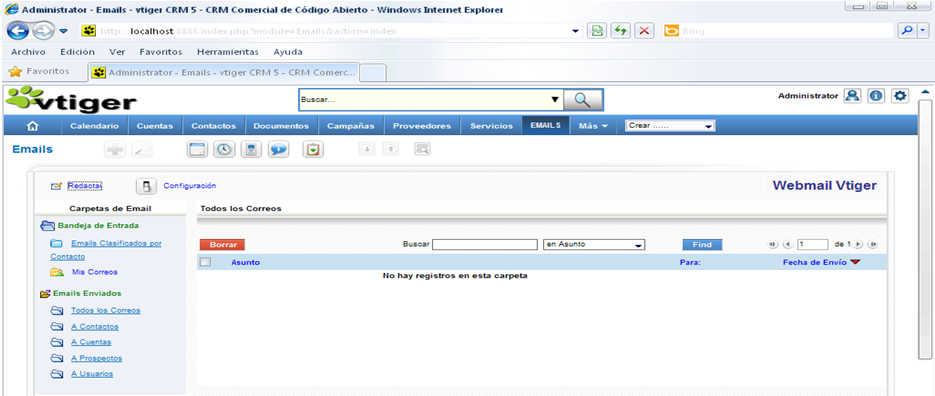 Administrator - Emails - vtiger CRM 5 - CRM Comercial de Código Abierto - Windows Internet Explorer
http://localhost:8888/index.php?module=Emails&action=index
Bing
Archivo Edición Ver Favoritos Herramientas Ayuda
Favoritos Administrator - Emails - vtiger CRM 5 - CRM Comerc...
vtiger Buscar... Administrator
Calendario Cuentas Contactos Documentos Campañas Proveedores Servicios EMAILS Más Crear ......
Emails
Redactar Configuración Webmail Vtiger
Carpetas de Email Todos los Correos
Bandeja de Entrada
Emails Clasificados por
Contacto
Mis Correos
Borrar Buscar en Asunto Find 1 de 1
Asunto Para: Fecha de Envío
No hay registros en esta carpeta
Emails Enviados
Todos los Correos
A Contactos
A Cuentas
A Prospectos
A Usuarios